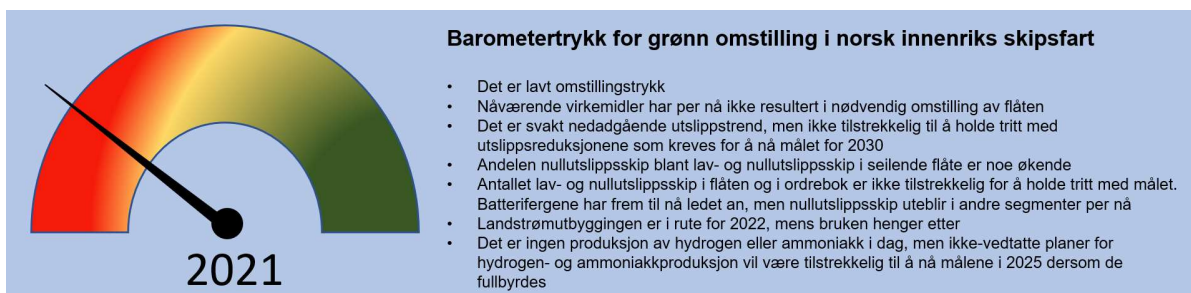 Barometertrykk for grønn omstilling i norsk innenriks skipsfart
• Det er lavt omstillingstrykk
• Nåværende virkemidler har per nå ikke resultert i nødvendig omstilling av flåten
• Det er svakt nedadgående utslippstrend, men ikke tilstrekkelig til å holde tritt med
utslippsreduksjonene som kreves for å nå målet for 2030
• Andelen nullutslippsskip blant lav- og nullutslippsskip i seilende flåte er noe økende
• Antallet lav- og nullutslippsskip i flåten og i ordrebok er ikke tilstrekkelig for å holde tritt med målet.
Batterifergene har frem til nå ledet an, men nullutslippsskip uteblir i andre segmenter per nå
• Landstrømutbyggingen er i rute for 2022, mens bruken henger etter
• Det er ingen produksjon av hydrogen eller ammoniakk i dag, men ikke-vedtatte planer for
hydrogen- og ammoniakkproduksjon vil være tilstrekkelig til å nå målene i 2025 dersom de
fullbyrdes
2021